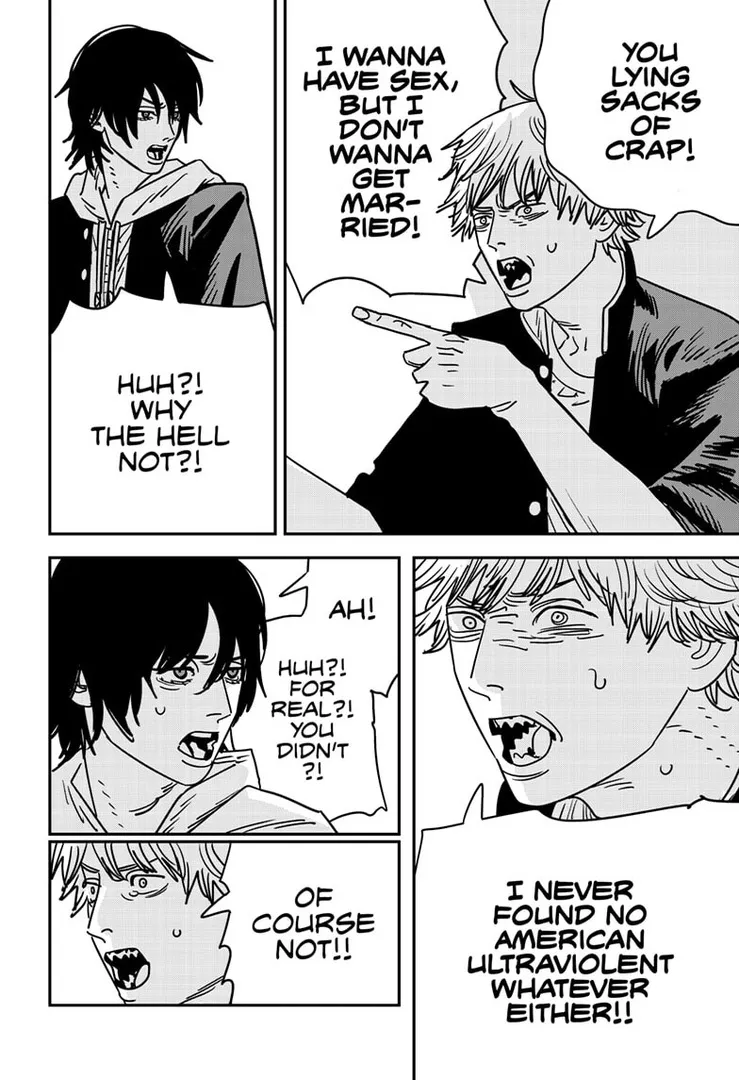 YOU
LYING
SACKS
OF
CRAP!
I WANNA
HAVE SEX,
BUT I
DON'T
WANNA
GET
MAR-
RIED!
HUH?!
WHY
THE HELL
NOT?!
I NEVER
FOUND NO
AMERICAN
ULTRAVIOLENT
WHATEVER
EITHER!!
AH!
HUH?!
FOR
REAL?!
YOU
DIDN'T
?!
OF
COURSE
NOT!!